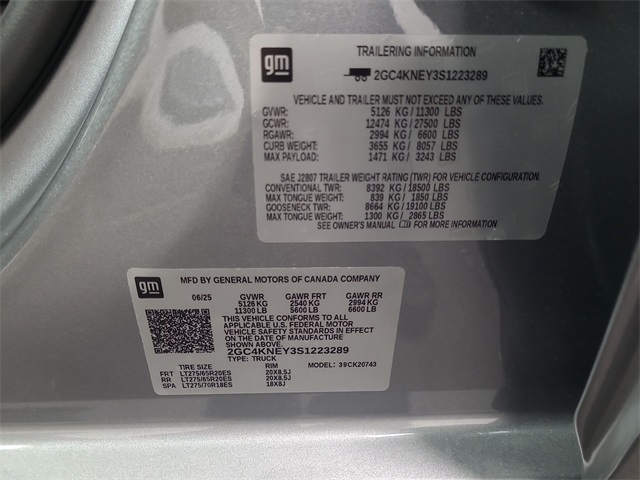 gm
TRAILERING INFORMATION
2GC4KNEY3S1223289
VEHICLE AND TRAILER MUST NOT EXCEED ANY OF THESE VALUES.
GVWR: 5126 KG / 11300 LBS
GCWR: 12474 KG / 27500 LBS
RGAWR: 2994 KG / 6600 LBS
CURB WEIGHT: 3655 KG / 8057 LBS
MAX PAYLOAD: 1471 KG / 3243 LBS
SAE J2807 TRAILER WEIGHT RATING (TWR) FOR VEHICLE CONFIGURATION.
CONVENTIONAL TWR: 8392 KG / 18500 LBS
MAX TONGUE WEIGHT: 839 KG / 1850 LBS
GOOSENECK TWR: 8664 KG / 19100 LBS
MAX TONGUE WEIGHT: 1300 KG / 2865 LBS
SEE OWNER'S MANUAL FOR MORE INFORMATION
gm
MFD BY GENERAL MOTORS OF CANADA COMPANY
06/25 GVWR GAWR FRT GAWR RR
5126 KG 2540 KG 2994 KG
11300 LB 5600 LB 6600 LB
THIS VEHICLE CONFORMS TO ALL
APPLICABLE U.S. FEDERAL MOTOR
VEHICLE SAFETY STANDARDS IN EFFECT
ON THE DATE OF MANUFACTURE
SHOWN ABOVE.
2GC4KNEY3S1223289
TYPE: TRUCK
TIRE SIZE RIM MODEL: 39CK20743
FRT LT275/65R20ES 20X8.5J
RR LT275/65R20ES 20X8.5J
SPA LT275/70R18ES 18X8J